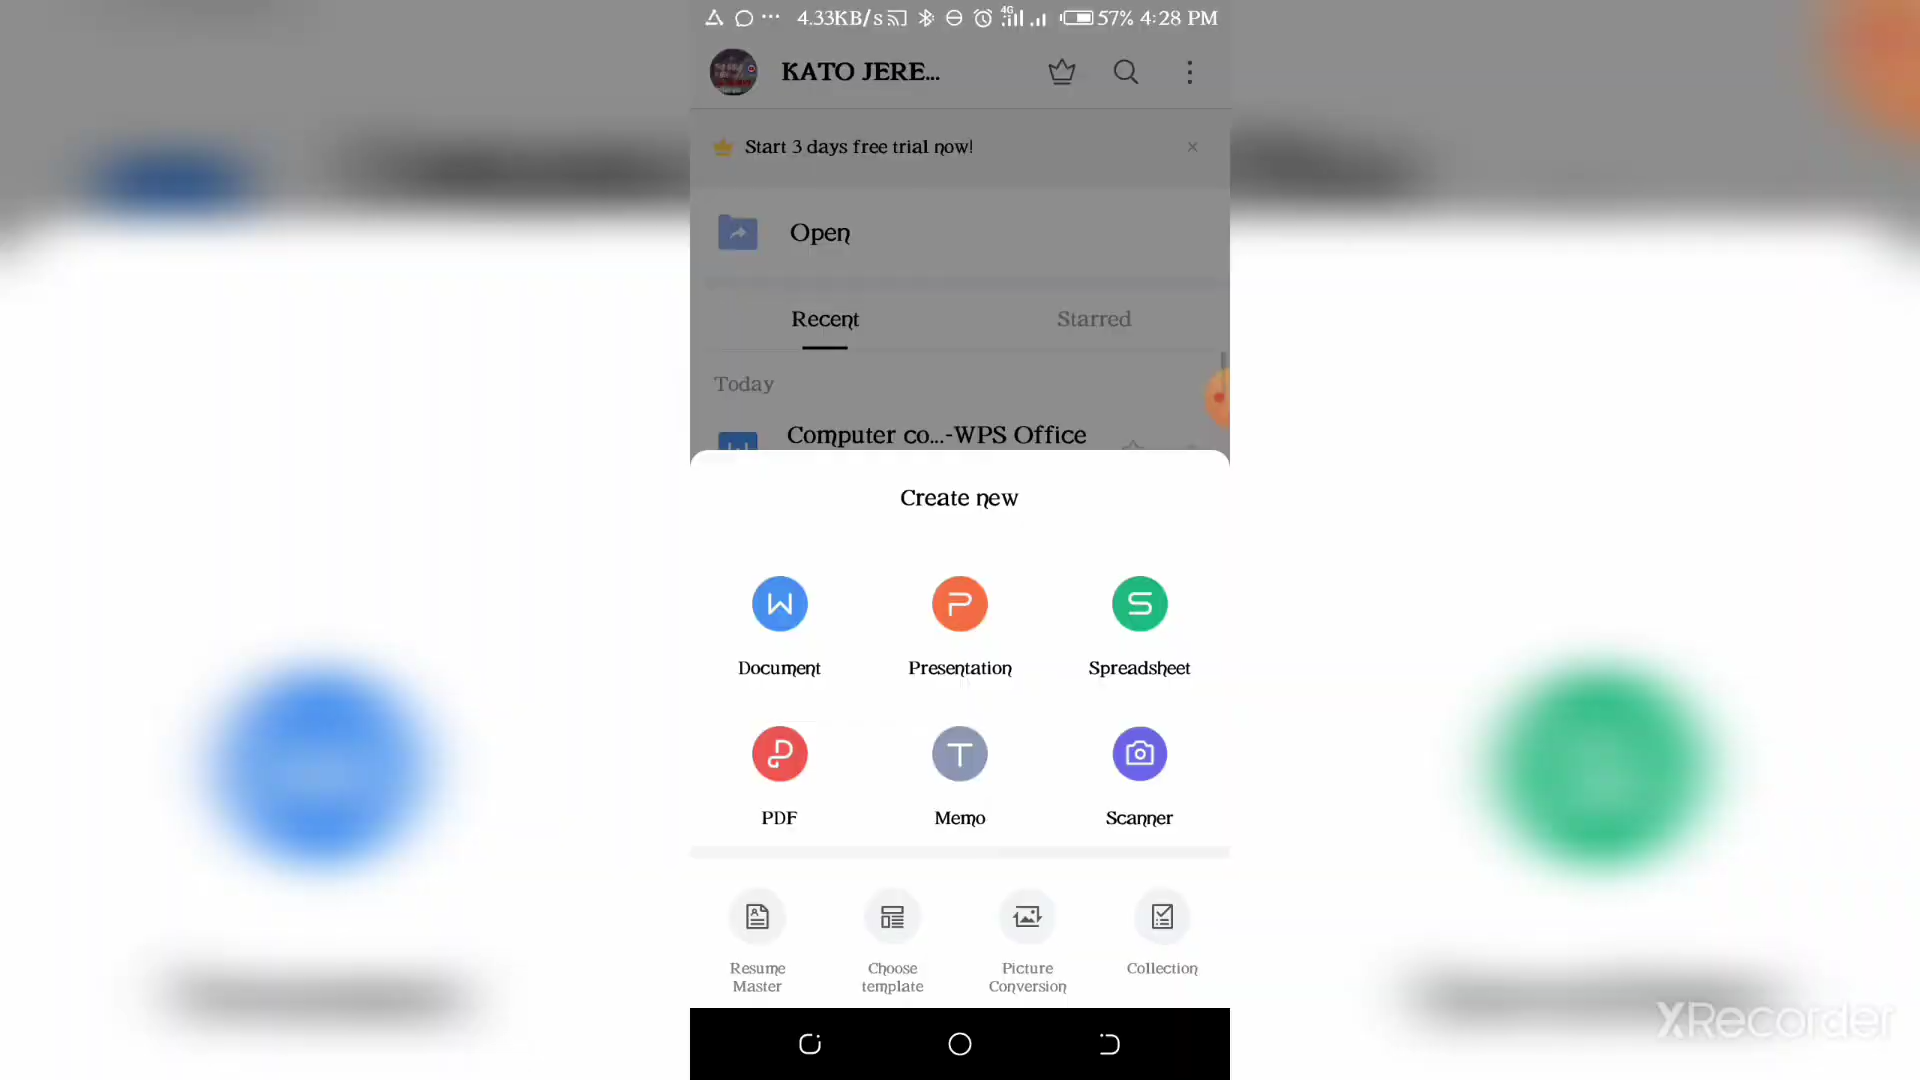 4.33KB/s 4G 57% 4:28 PM
KATO JERE...
Start 3 days free trial now!
Open
Recent Starred
Today
Computer co...-WPS Office
Create new
W P S
Document Presentation Spreadsheet
T
PDF Memo Scanner
Resume Master
Choose template
Picture Conversion
Collection
XRecorder